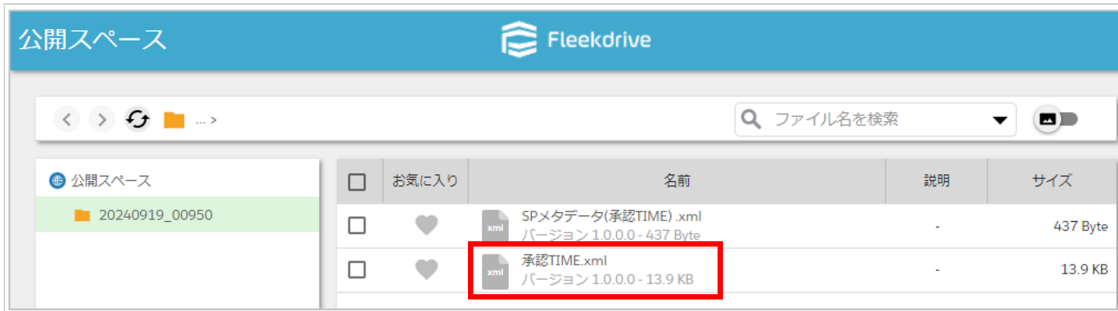 公開スペース
Fleekdrive
... >
ファイル名を検索
公開スペース
20240919_00950
お気に入り 名前 説明 サイズ
xml SPメタデータ(承認TIME) .xml - 437 Byte
バージョン 1.0.0.0 - 437 Byte
xml 承認TIME.xml - 13.9 KB
バージョン 1.0.0.0 - 13.9 KB